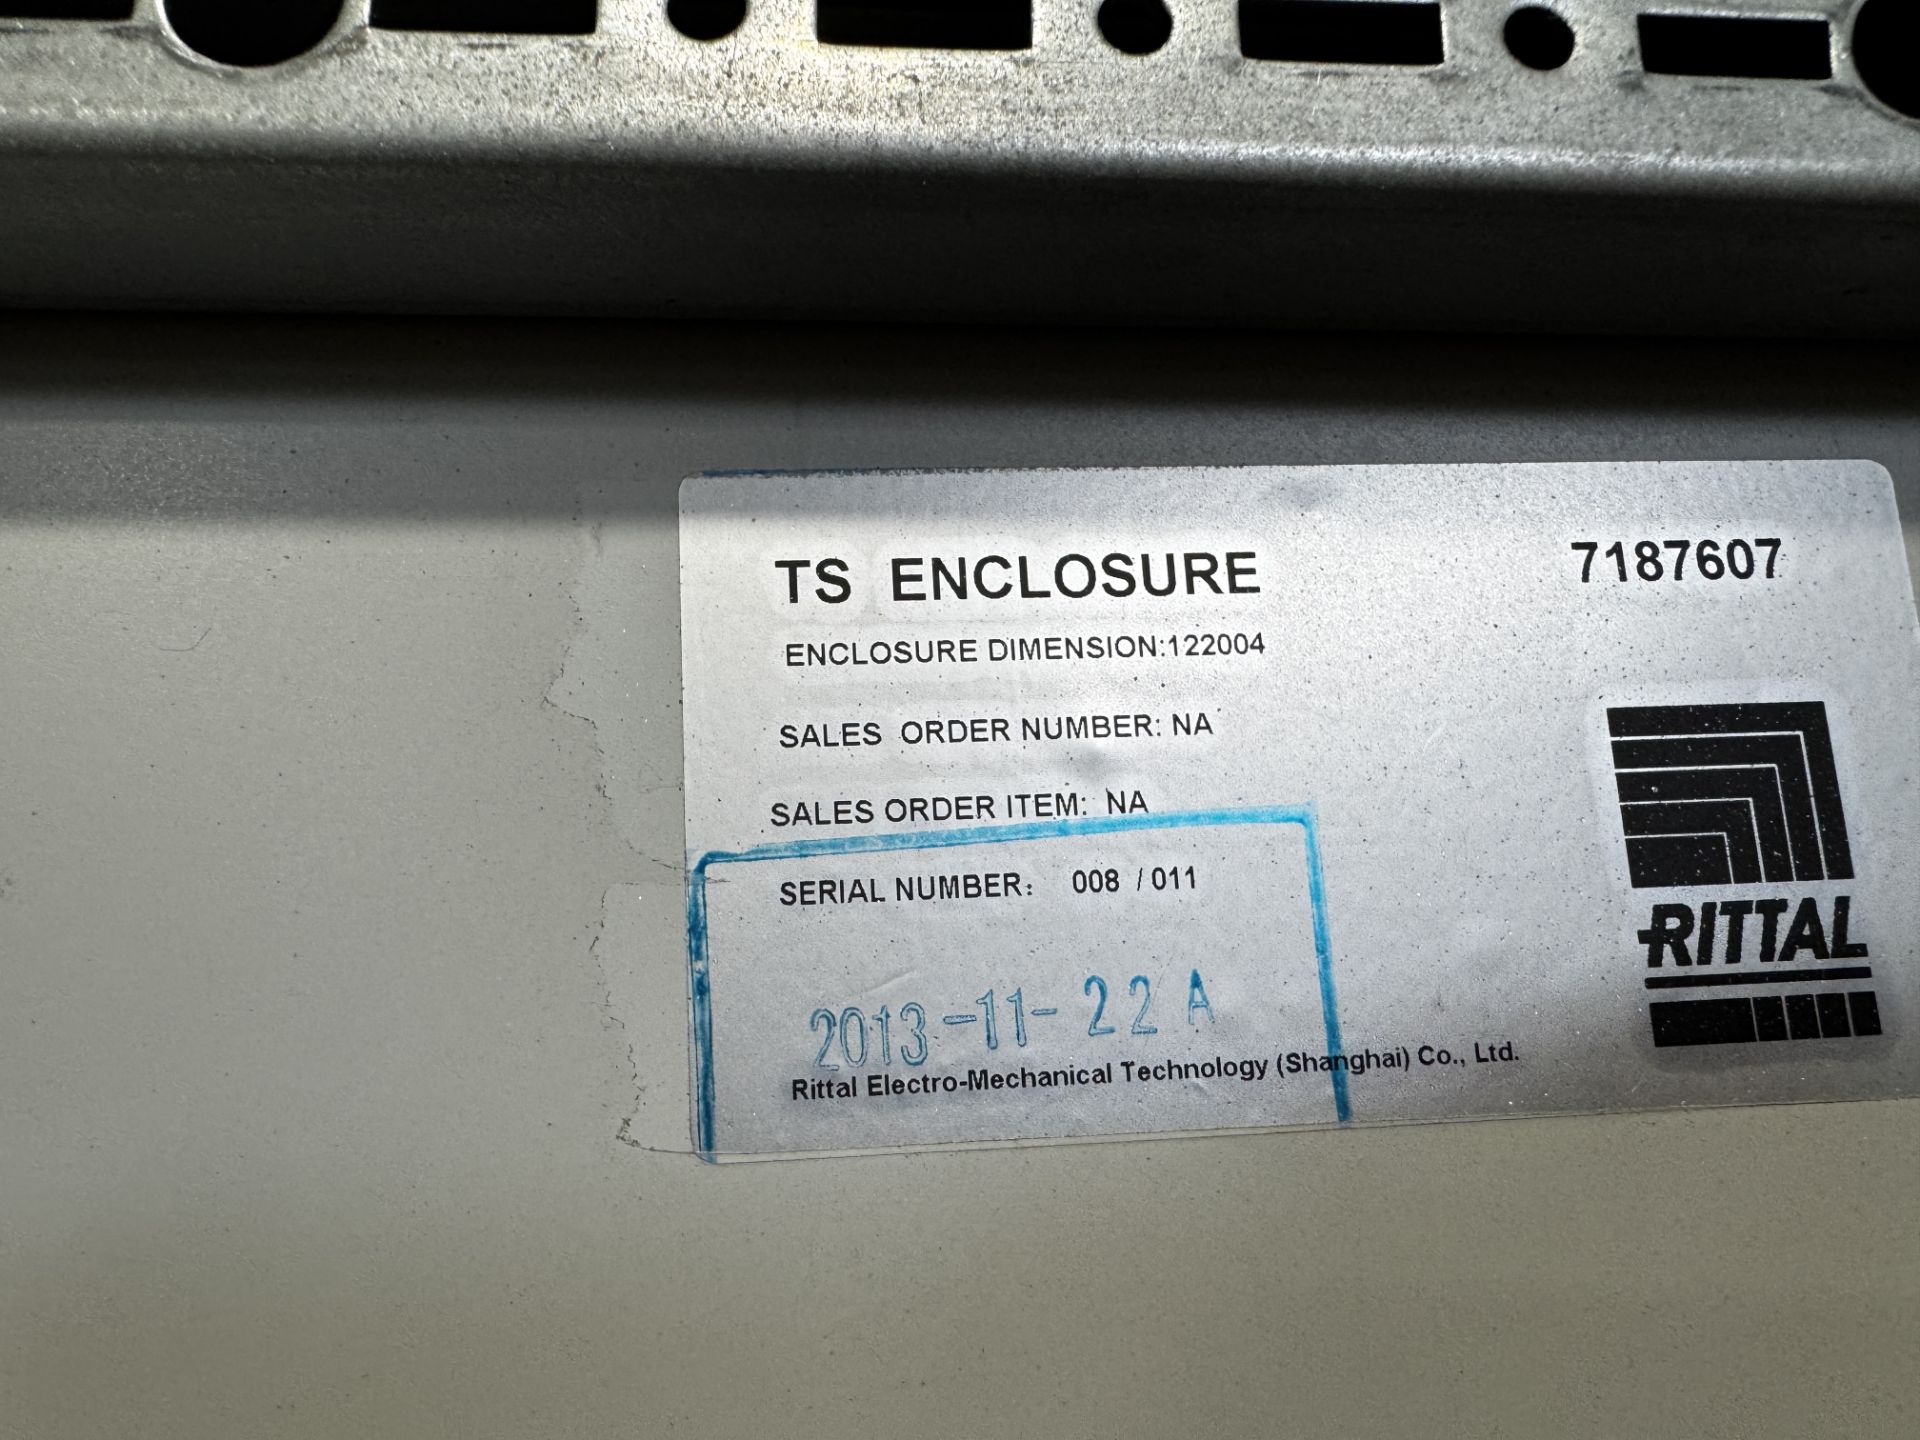 TS ENCLOSURE 7187607
ENCLOSURE DIMENSION:122004
SALES ORDER NUMBER: NA
SALES ORDER ITEM: NA
SERIAL NUMBER: 008 / 011
RITTAL
2013-11-22 A
Rittal Electro-Mechanical Technology (Shanghai) Co., Ltd.